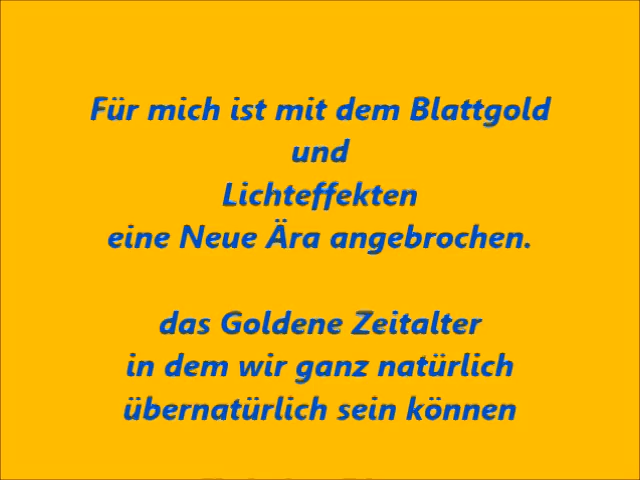 Für mich ist mit dem Blattgold
und
Lichteffekten
eine Neue Ära angebrochen.
das Goldene Zeitalter
in dem wir ganz natürlich
übernatürlich sein können